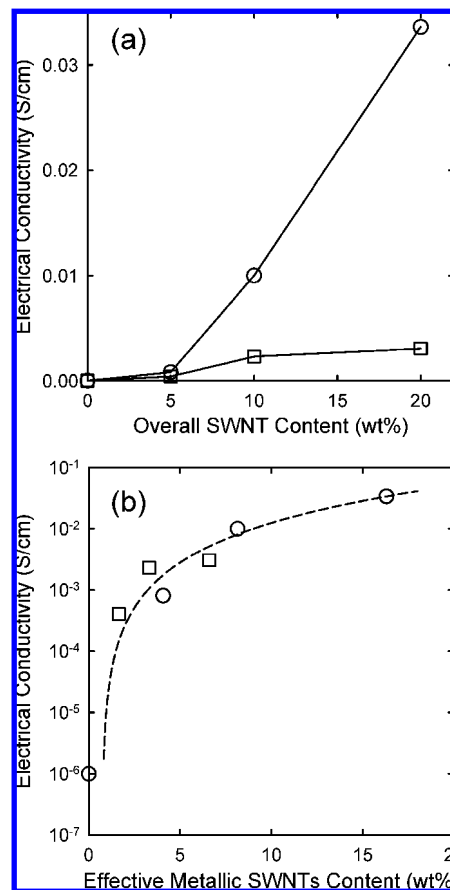 (a)
Electrical Conductivity (S/cm)
0.03
0.02
0.01
0.00
0 5 10 15 20
Overall SWNT Content (wt%)
(b)
Electrical Conductivity (S/cm)
10⁻¹
10⁻²
10⁻³
10⁻⁴
10⁻⁵
10⁻⁶
10⁻⁷
0 5 10 15 20
Effective Metallic SWNTs Content (wt%